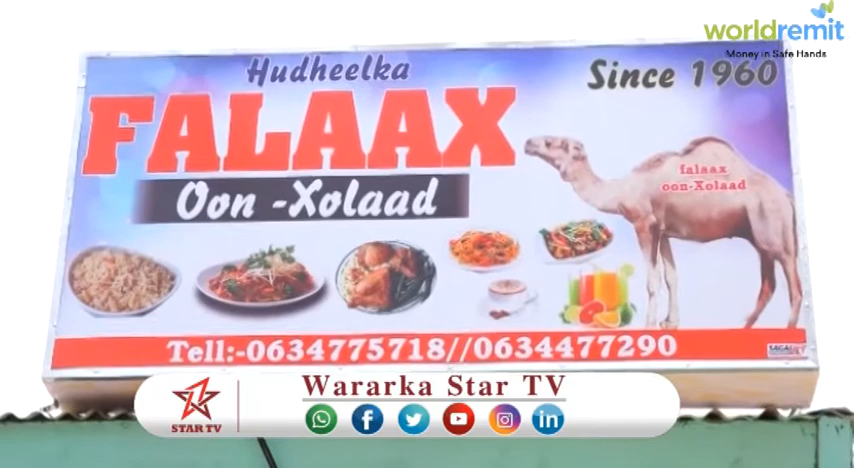 worldremit
Money in Safe Hands
Hudheelka
Since 1960
FALAAX
Oon -Xolaad
falaax
oon-Xolaad
Tell:-0634775718//0634477290
Wararka Star TV
STAR TV